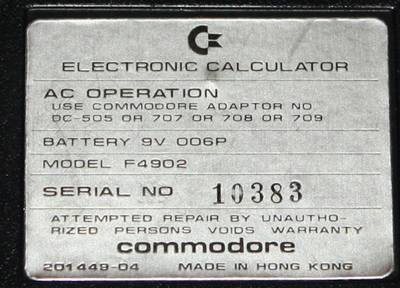 ELECTRONIC CALCULATOR
AC OPERATION
USE COMMODORE ADAPTOR NO.
DC-505 OR 707 OR 708 OR 709
BATTERY 9V 006P
MODEL F4902
SERIAL NO 10383
ATTEMPTED REPAIR BY UNAUTHO-
RIZED PERSONS VOIDS WARRANTY
commodore
201449-04 MADE IN HONG KONG